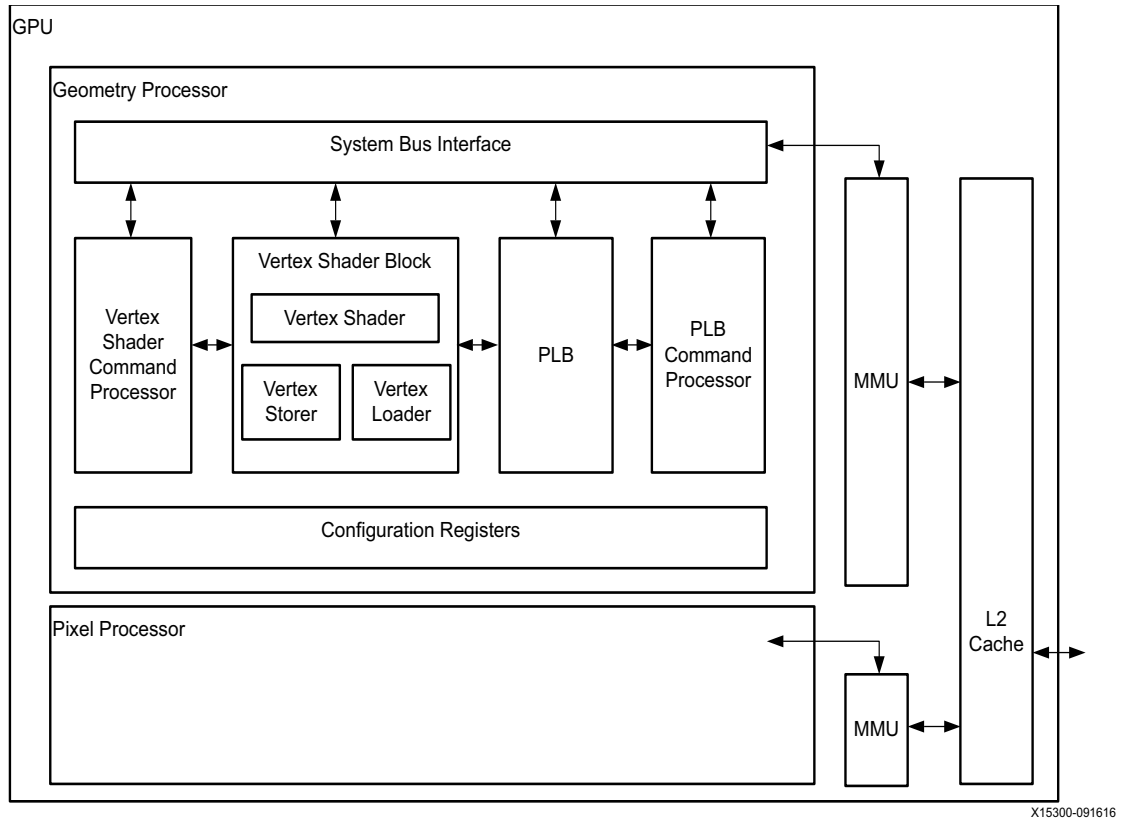 GPU
Geometry Processor
System Bus Interface
Vertex
Shader
Command
Processor
Vertex Shader Block
Vertex Shader
Vertex
Storer
Vertex
Loader
PLB
PLB
Command
Processor
MMU
Configuration Registers
Pixel Processor
MMU
L2
Cache
X15300-091616